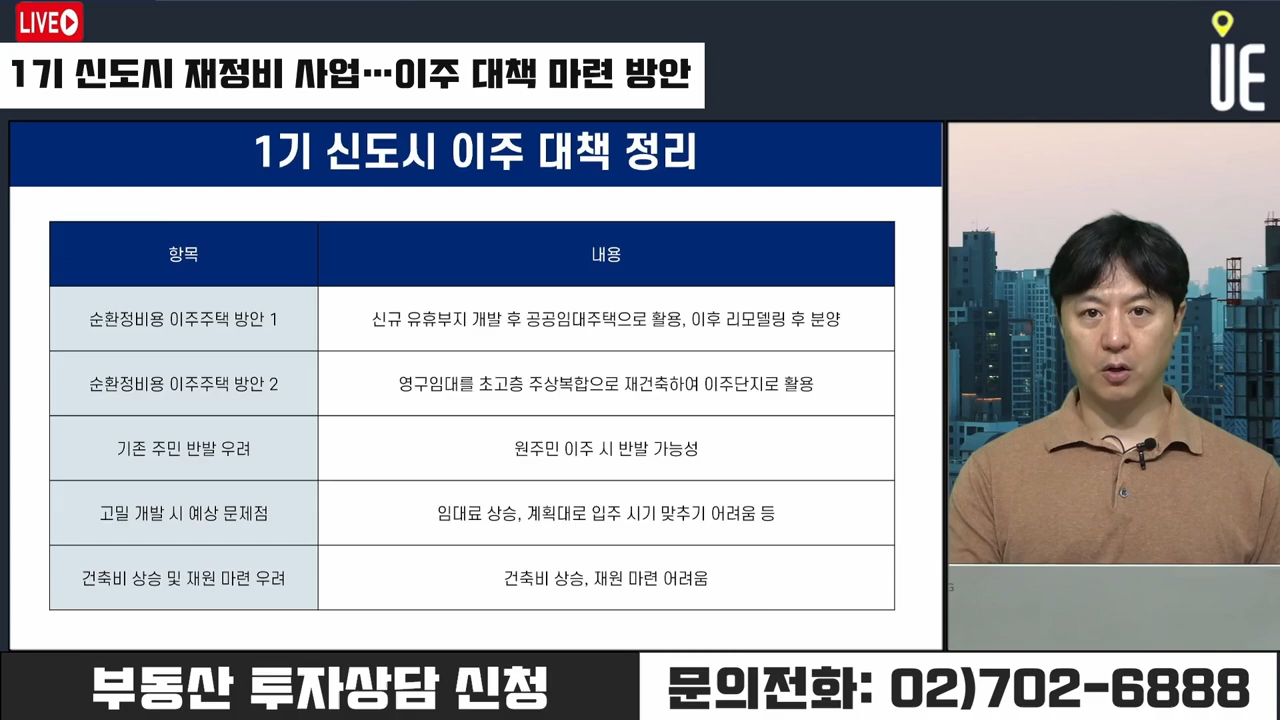 LIVE
1기 신도시 재정비 사업…이주 대책 마련 방안
UE
1기 신도시 이주 대책 정리
항목 내용
순환정비용 이주주택 방안 1 신규 유휴부지 개발 후 공공임대주택으로 활용, 이후 리모델링 후 분양
순환정비용 이주주택 방안 2 영구임대를 초고층 주상복합으로 재건축하여 이주단지로 활용
기존 주민 반발 우려 원주민 이주 시 반발 가능성
고밀 개발 시 예상 문제점 임대료 상승, 계획대로 입주 시기 맞추기 어려움 등
건축비 상승 및 재원 마련 우려 건축비 상승, 재원 마련 어려움
부동산 투자상담 신청
문의전화: 02)702-6888